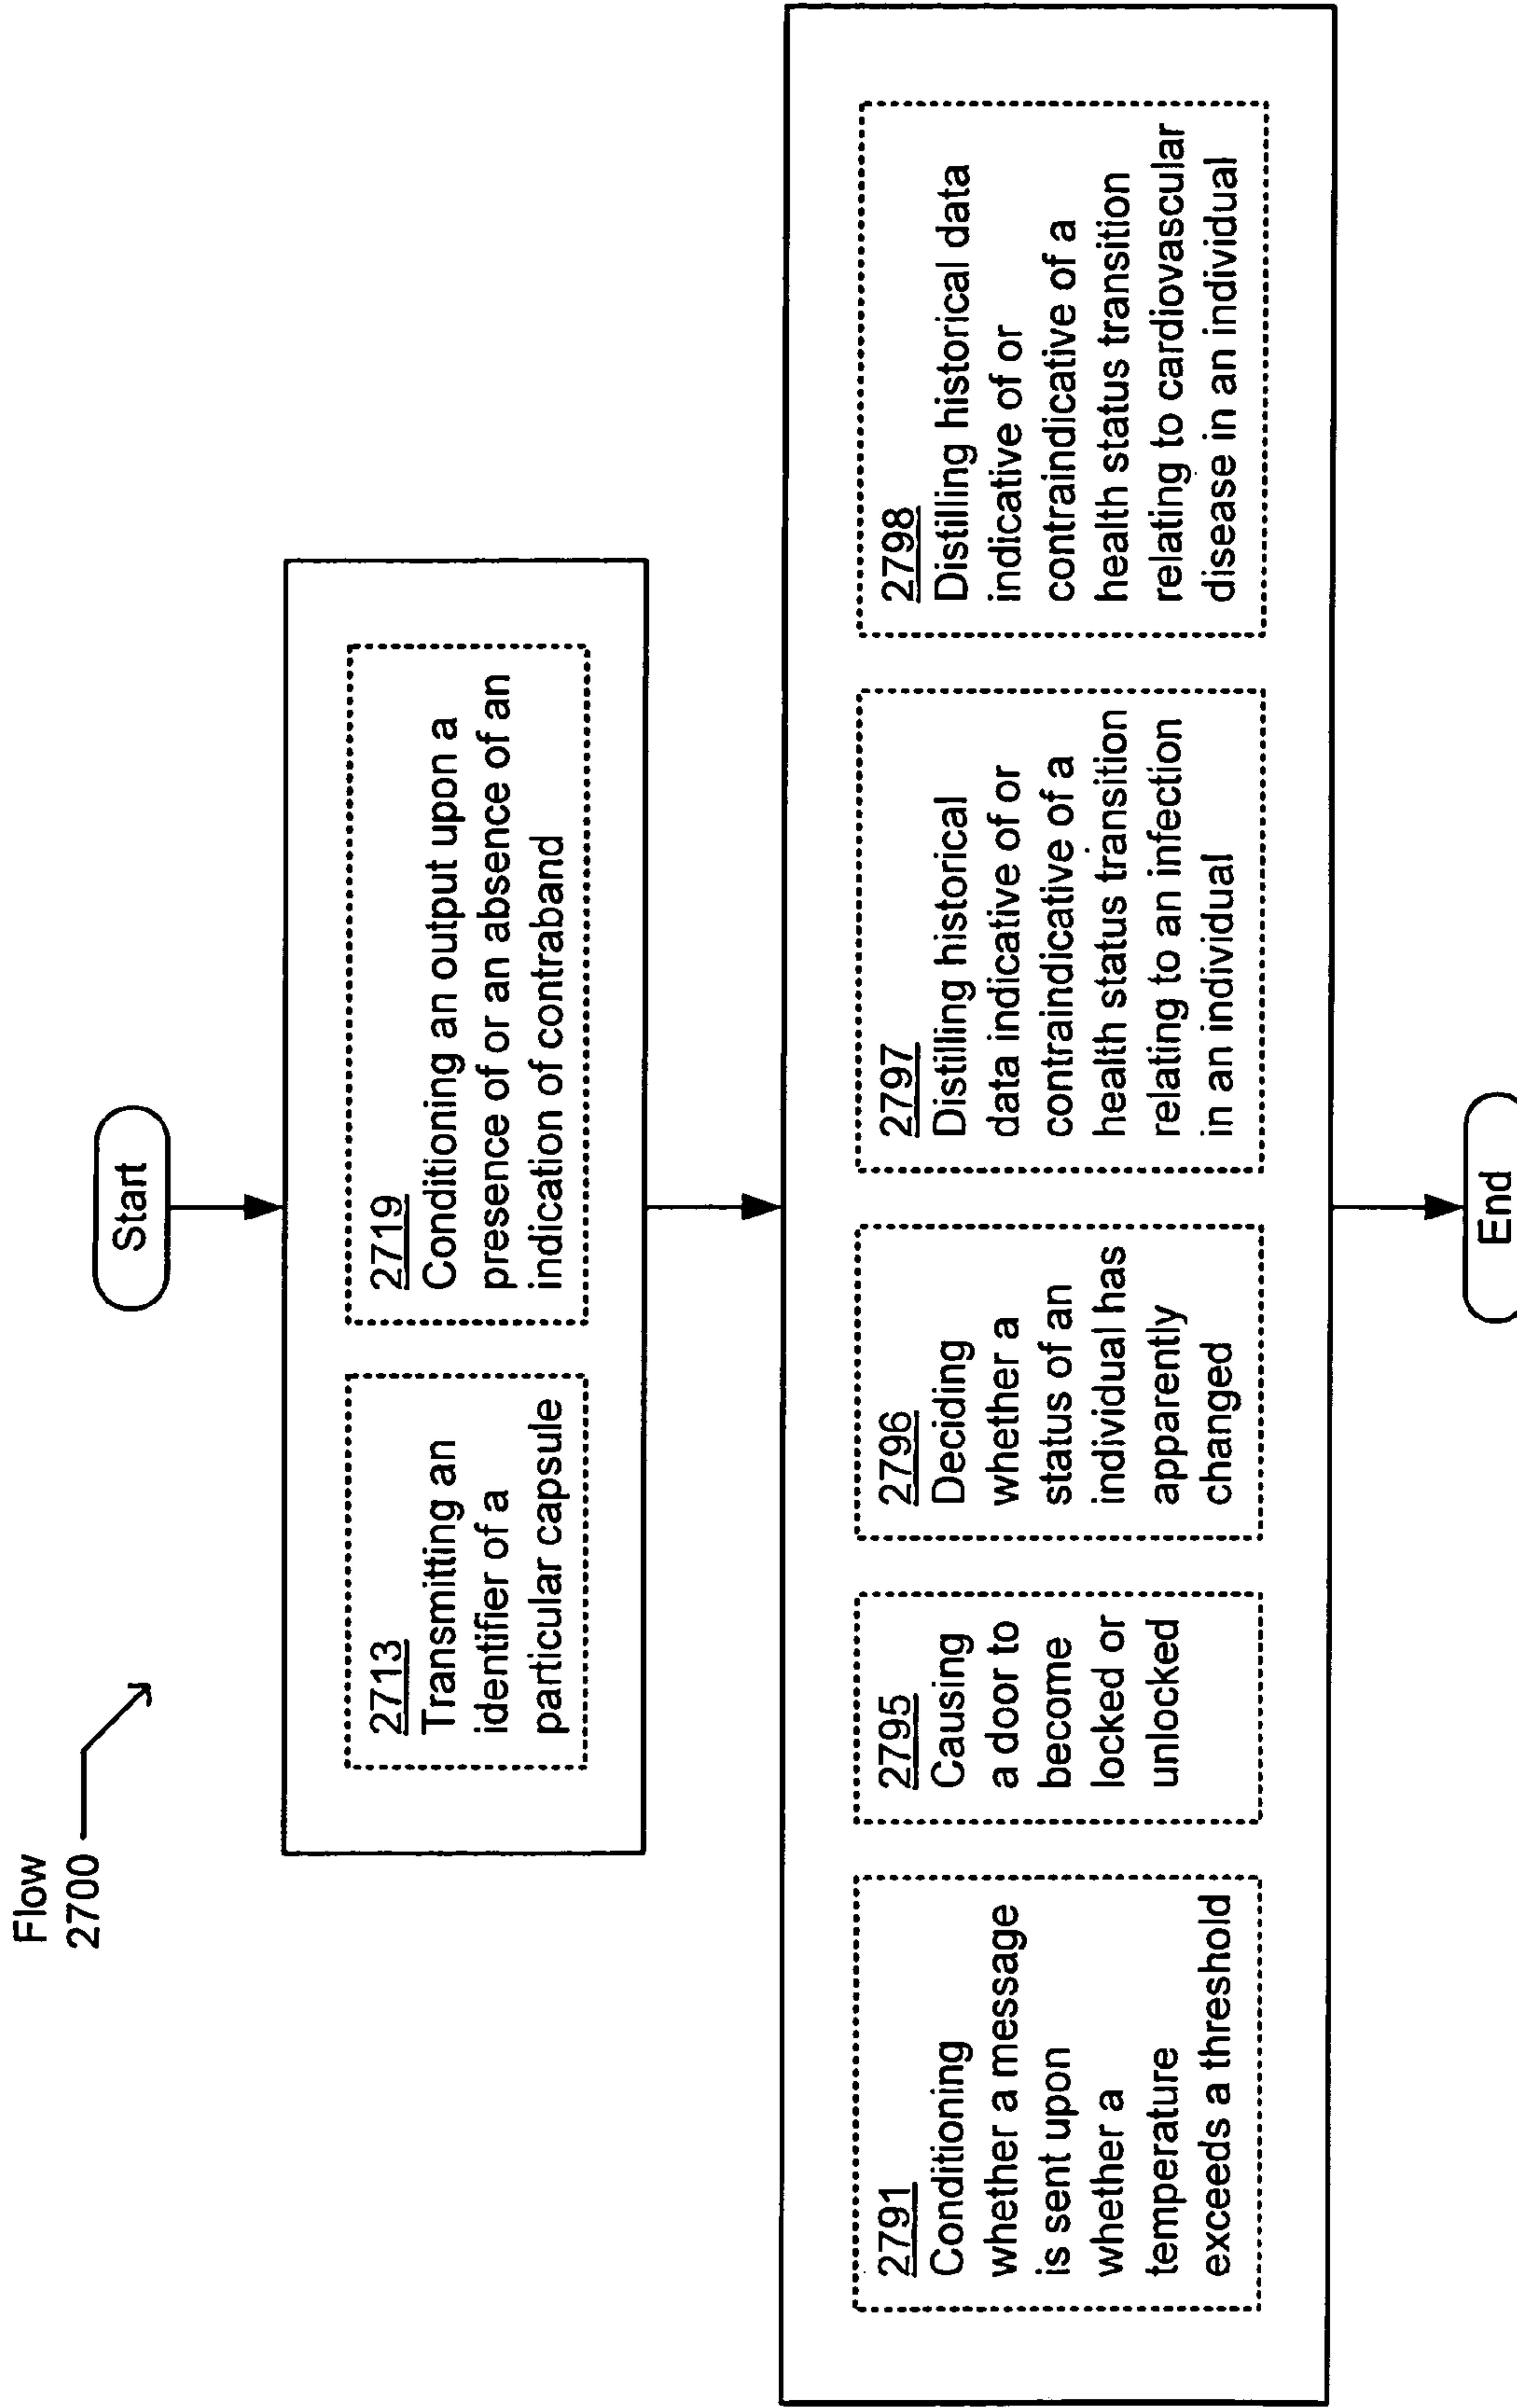 Flow
2700
Start
2713
Transmitting an
identifier of a
particular capsule
2719
Conditioning an output upon a
presence of or an absence of an
indication of contraband
2791
Conditioning
whether a message
is sent upon
whether a
temperature
exceeds a threshold
2795
Causing
a door to
become
locked or
unlocked
2796
Deciding
whether a
status of an
individual has
apparently
changed
2797
Distilling historical
data indicative of or
contraindicative of a
health status transition
relating to an infection
in an individual
2798
Distilling historical data
indicative of or
contraindicative of a
health status transition
relating to cardiovascular
disease in an individual
End